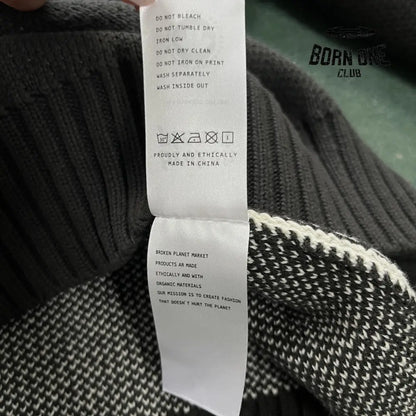 BORN ONE
CLUB
DO NOT BLEACH
DO NOT TUMBLE DRY
IRON LOW
DO NOT DRY CLEAN
DO NOT IRON ON PRINT
WASH SEPARATELY
WASH INSIDE OUT
PROUDLY AND ETHICALLY
MADE IN CHINA
BROKEN PLANET MARKET
PRODUCTS AR MADE
ETHICALLY AND WITH
ORGANIC MATERIALS
OUR MISSION IS TO CREATE FASHION
THAT DOESN'T HURT THE PLANET